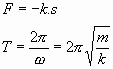 F = −k.s
T = 2π/ω = 2π√(m/k)